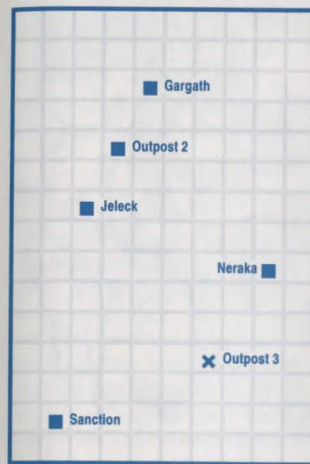 Gargath
Outpost 2
Jeleck
Neraka
Outpost 3
Sanction